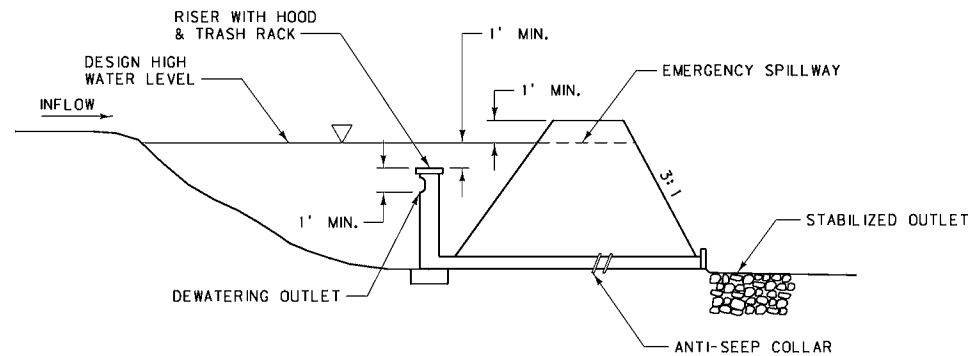 RISER WITH HOOD
& TRASH RACK
1' MIN.
DESIGN HIGH
WATER LEVEL
EMERGENCY SPILLWAY
1' MIN.
INFLOW
3:1
1' MIN.
STABILIZED OUTLET
DEWATERING OUTLET
ANTI-SEEP COLLAR